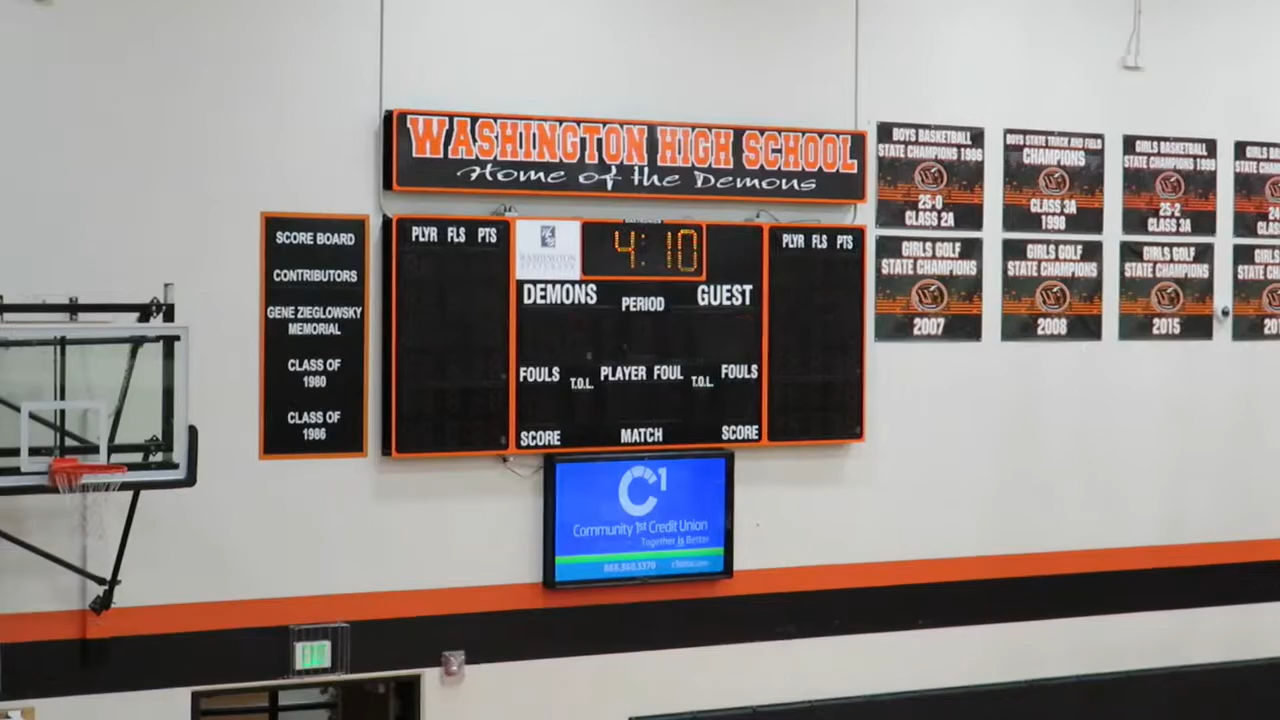 WASHINGTON HIGH SCHOOL
Home of the Demons
SCORE BOARD
CONTRIBUTORS
GENE ZIEGLOWSKY
MEMORIAL
CLASS OF
1980
CLASS OF
1986
PLYR FLS PTS
WASHINGTON
4:10
PLYR FLS PTS
DEMONS PERIOD GUEST
FOULS T.O.L. PLAYER FOUL T.O.L. FOULS
SCORE MATCH SCORE
C1
Community 1st Credit Union
Together is Better
BOYS BASKETBALL
STATE CHAMPIONS 1986
25-0
CLASS 2A
BOYS STATE TRACK AND FIELD
CHAMPIONS
CLASS 3A
1998
GIRLS BASKETBALL
STATE CHAMPIONS 1999
25-2
CLASS 3A
GIRLS GOLF
STATE CHAMPIONS
2007
GIRLS GOLF
STATE CHAMPIONS
2008
GIRLS GOLF
STATE CHAMPIONS
2015